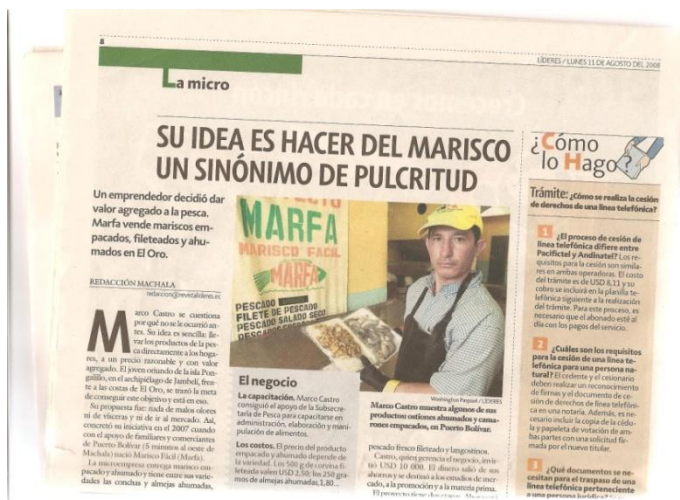 8
LÍDERES / LUNES 11 DE AGOSTO DEL 2008
La micro
SU IDEA ES HACER DEL MARISCO
UN SINÓNIMO DE PULCRITUD
Un emprendedor decidió dar
valor agregado a la pesca.
Marfa vende mariscos em-
pacados, fileteados y ahu-
mados en El Oro.
REDACCIÓN MACHALA
redaccion@revistalideres.ec
Marco Castro se cuestiona
por qué no se le ocurrió an-
tes. Su idea es sencilla: lle-
var los productos de la pes-
ca directamente a los hoga-
res, a un precio razonable y con valor
agregado. El joven oriundo de la isla Pon-
galillo, en el archipiélago de Jambelí, fren-
te a las costas de El Oro, se trazó la meta
de conseguir este objetivo y está en eso.
Su propuesta fue: nada de malos olores
ni de vísceras y ni de ir al mercado. Así,
concretó su iniciativa en el 2007 cuando
con el apoyo de familiares y comerciantes
de Puerto Bolívar (5 minutos al oeste de
Machala) nació Marisco Fácil (Marfa).
La microempresa entrega marisco em-
pacado y ahumado y tiene entre sus varie-
dades las conchas y almejas ahumadas,
MARFA
MARISCO FACIL
MARFA
PESCADO
FILETE DE PESCADO
PESCADO SALADO SECO
Washington Paspuel / LÍDERES
Marco Castro muestra algunos de sus
productos: ostiones ahumados y cama-
rones empacados, en Puerto Bolívar.
El negocio
La capacitación. Marco Castro
consiguió el apoyo de la Subsecre-
taría de Pesca para capacitarse en
administración, elaboración y mani-
pulación de alimentos.
Los costos. El precio del producto
empacado y ahumado depende de
la variedad. Los 500 g de corvina fi-
leteada valen USD 2,50; los 250 gra-
mos de almejas ahumadas, 1,80...
pescado fresco fileteado y langostinos.
Castro, quien gerencia el negocio, invir-
tió USD 10 000. El dinero salió de sus
ahorros y se destinó a los estudios de mer-
cado, a la promoción y a la materia prima.
¿Cómo
lo Hago?
Trámite: ¿Cómo se realiza la cesión
de derechos de una línea telefónica?
1 ¿El proceso de cesión de
línea telefónica difiere entre
Pacifictel y Andinatel? Los re-
quisitos para la cesión son simila-
res en ambas operadoras. El costo
del trámite es de USD 8,11 y su
cobro se incluirá en la planilla te-
lefónica siguiente a la realización
del trámite. Para este proceso, es
necesario que el abonado esté al
día con los pagos del servicio.
2 ¿Cuáles son los requisitos
para la cesión de una línea te-
lefónica para una persona na-
tural? El cedente y el cesionario
deben realizar un reconocimiento
de firmas y el documento de ce-
sión de derechos de línea telefóni-
ca en una notaría. Además, es ne-
cesario incluir la copia de la cédu-
la y papeleta de votación de am-
bas partes con una solicitud fir-
mada por el nuevo titular.
3 ¿Qué documentos se ne-
cesitan para el traspaso de una
línea telefónica perteneciente